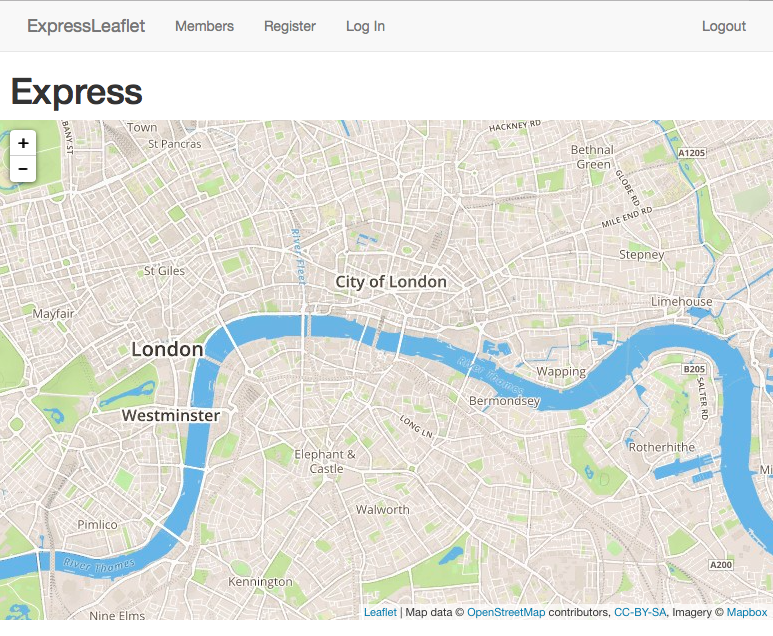 ExpressLeaflet Members Register Log In Logout
Express
+
−
BANY ST
Town
HACKNEY RD
St Pancras
Bethnal
Green
A1205
GLOBE RD
MILE END RD
River Fleet
Stepney
St Giles
City of London
Limehouse
Mayfair
London
River Thames
Wapping
B205
SALTER RD
Westminster
Bermondsey
LONG LN
Rotherhithe
Elephant &
Castle
Mi
Walworth
Pimlico
River Thames
A200
Kennington
Nine Elms
Leaflet | Map data © OpenStreetMap contributors, CC-BY-SA, Imagery © Mapbox